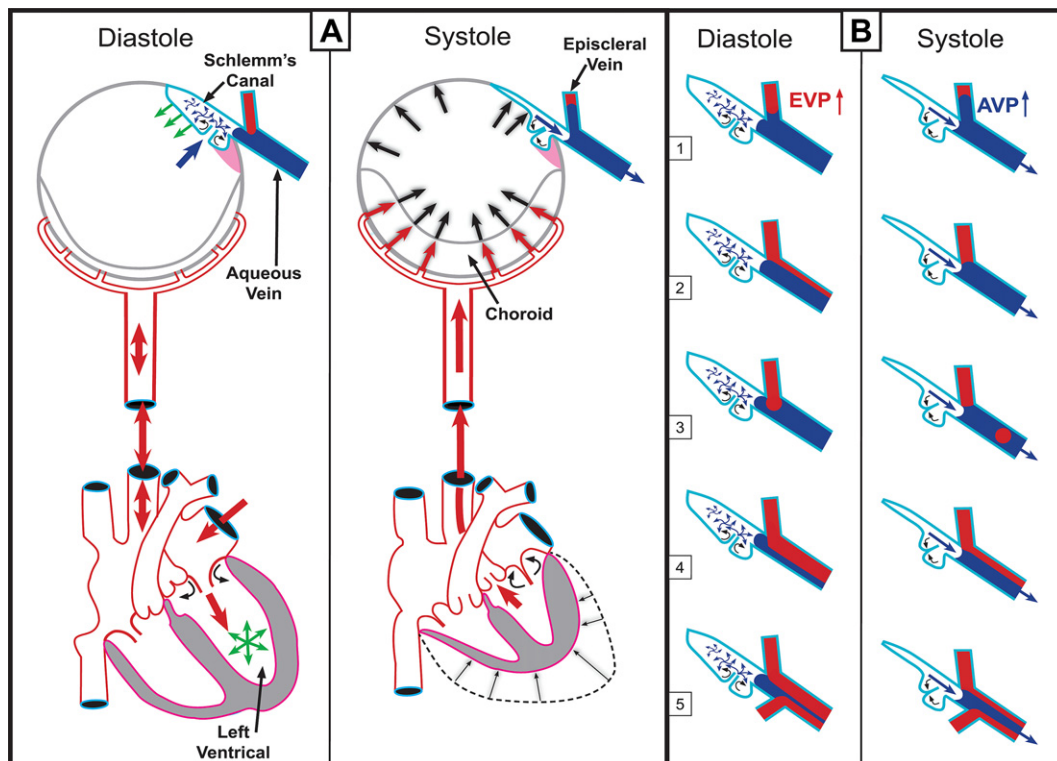 A
B
Diastole
Systole
Diastole
Systole
Schlemm's
Canal
Episcleral
Vein
EVP
AVP
1
Aqueous
Vein
Choroid
2
3
4
Left
Ventrical
5